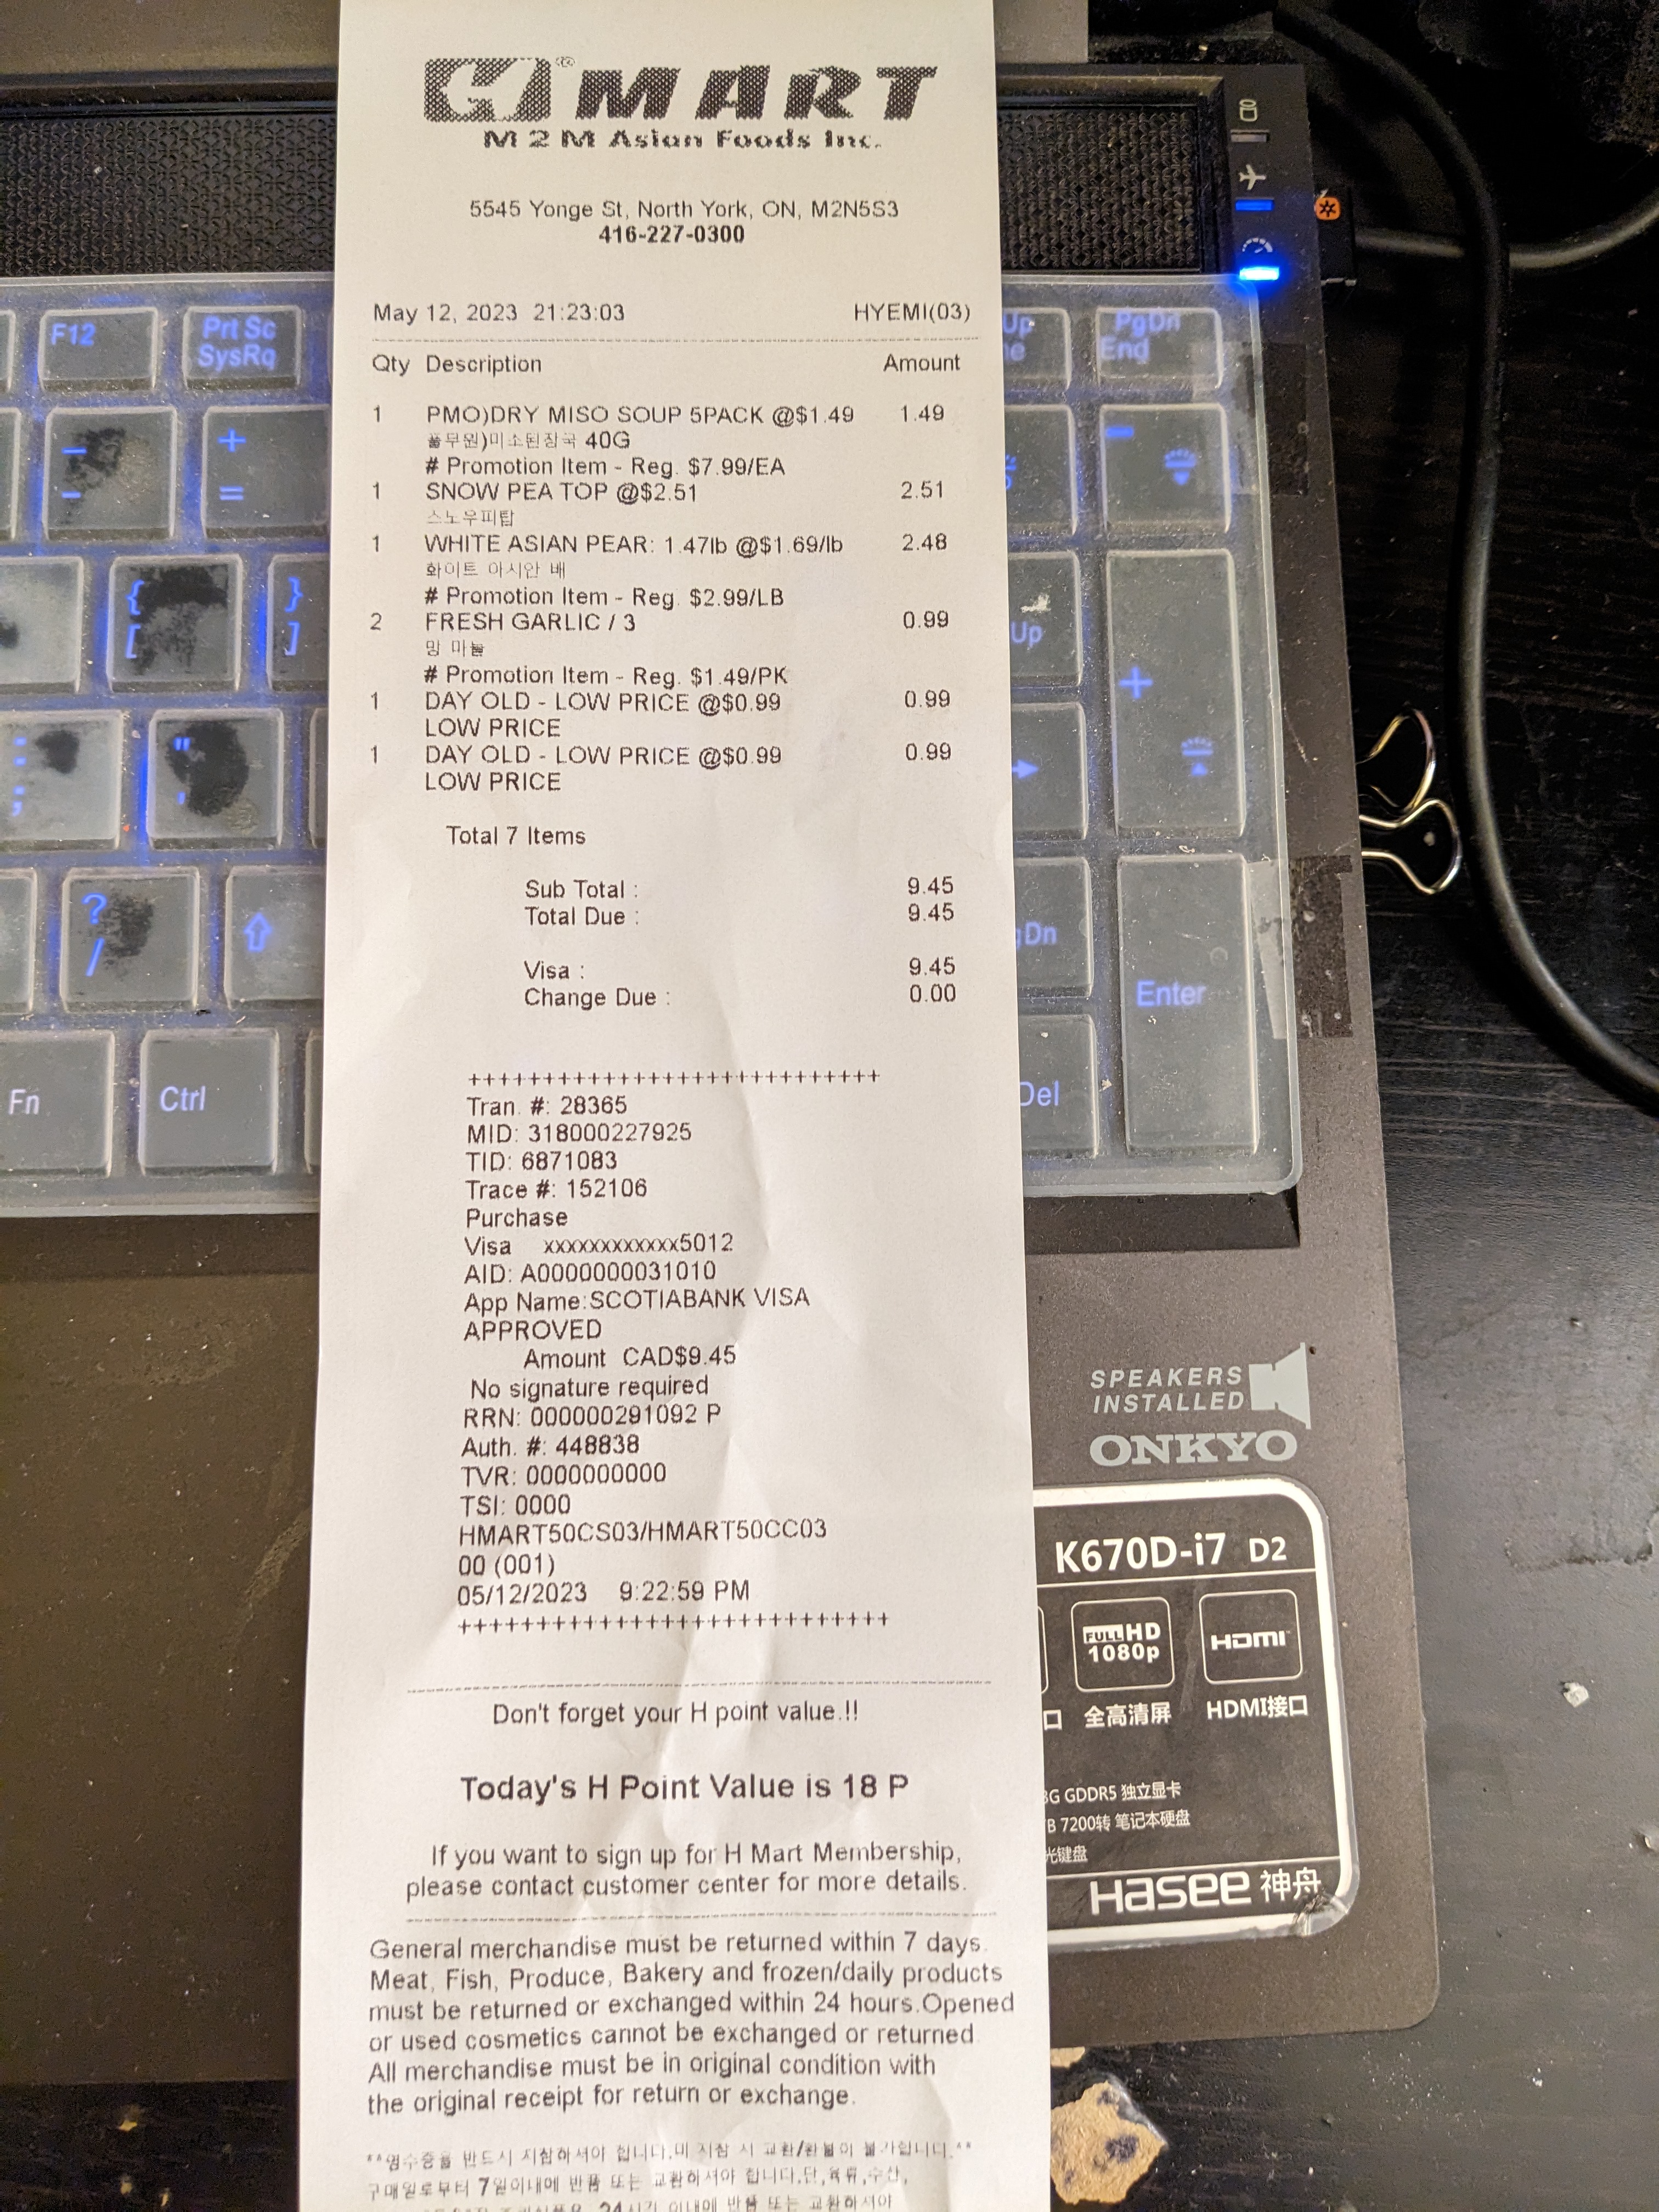 H® MART
M 2 M Asian Foods Inc.
5545 Yonge St, North York, ON, M2N5S3
416-227-0300
May 12, 2023 21:23:03 HYEMI(03)
Qty Description Amount
1 PMO)DRY MISO SOUP 5PACK @$1.49 1.49
풀무원)미소된장국 40G
# Promotion Item - Reg. $7.99/EA
1 SNOW PEA TOP @$2.51 2.51
스노우피탑
1 WHITE ASIAN PEAR: 1.47lb @$1.69/lb 2.48
화이트 아시안 배
# Promotion Item - Reg. $2.99/LB
2 FRESH GARLIC / 3 0.99
망 마늘
# Promotion Item - Reg. $1.49/PK
1 DAY OLD - LOW PRICE @$0.99 0.99
LOW PRICE
1 DAY OLD - LOW PRICE @$0.99 0.99
LOW PRICE
Total 7 Items
Sub Total : 9.45
Total Due : 9.45
Visa : 9.45
Change Due : 0.00
+++++++++++++++++++++++++++
Tran. #: 28365
MID: 318000227925
TID: 6871083
Trace #: 152106
Purchase
Visa xxxxxxxxxxxx5012
AID: A0000000031010
App Name:SCOTIABANK VISA
APPROVED
Amount CAD$9.45
No signature required
RRN: 000000291092 P
Auth. #: 448838
TVR: 0000000000
TSI: 0000
HMART50CS03/HMART50CC03
00 (001)
05/12/2023 9:22:59 PM
+++++++++++++++++++++++++++
Don't forget your H point value.!!
Today's H Point Value is 18 P
If you want to sign up for H Mart Membership,
please contact customer center for more details.
General merchandise must be returned within 7 days.
Meat, Fish, Produce, Bakery and frozen/daily products
must be returned or exchanged within 24 hours.Opened
or used cosmetics cannot be exchanged or returned
All merchandise must be in original condition with
the original receipt for return or exchange.
**영수증을 반드시 지참하셔야 합니다.미 지참 시 교환/환불이 불가합니다.**
구매일로부터 7일이내에 반품 또는 교환하셔야 합니다.단,육류,수산,
24시간 이내에 반품 또는 교환하셔야
F12
Prt Sc
SysRq
PgDn
End
Up
Fn
Ctrl
Enter
Del
SPEAKERS
INSTALLED
ONKYO
K670D-i7 D2
FULL HD
1080p
HDMI
全高清屏
HDMI接口
GDDR5 独立显卡
7200转 笔记本硬盘
光键盘
Hasee 神舟